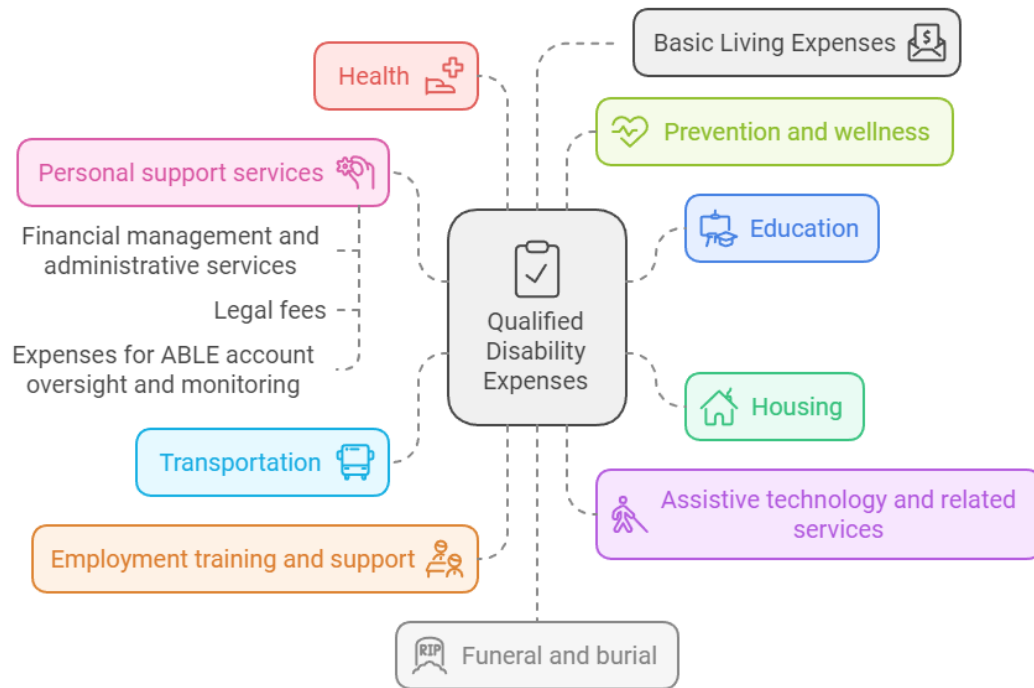 Basic Living Expenses
Health
Prevention and wellness
Personal support services
Financial management and
administrative services
Legal fees
Expenses for ABLE account
oversight and monitoring
Education
Qualified
Disability
Expenses
Housing
Transportation
Assistive technology and related
services
Employment training and support
RIP
Funeral and burial